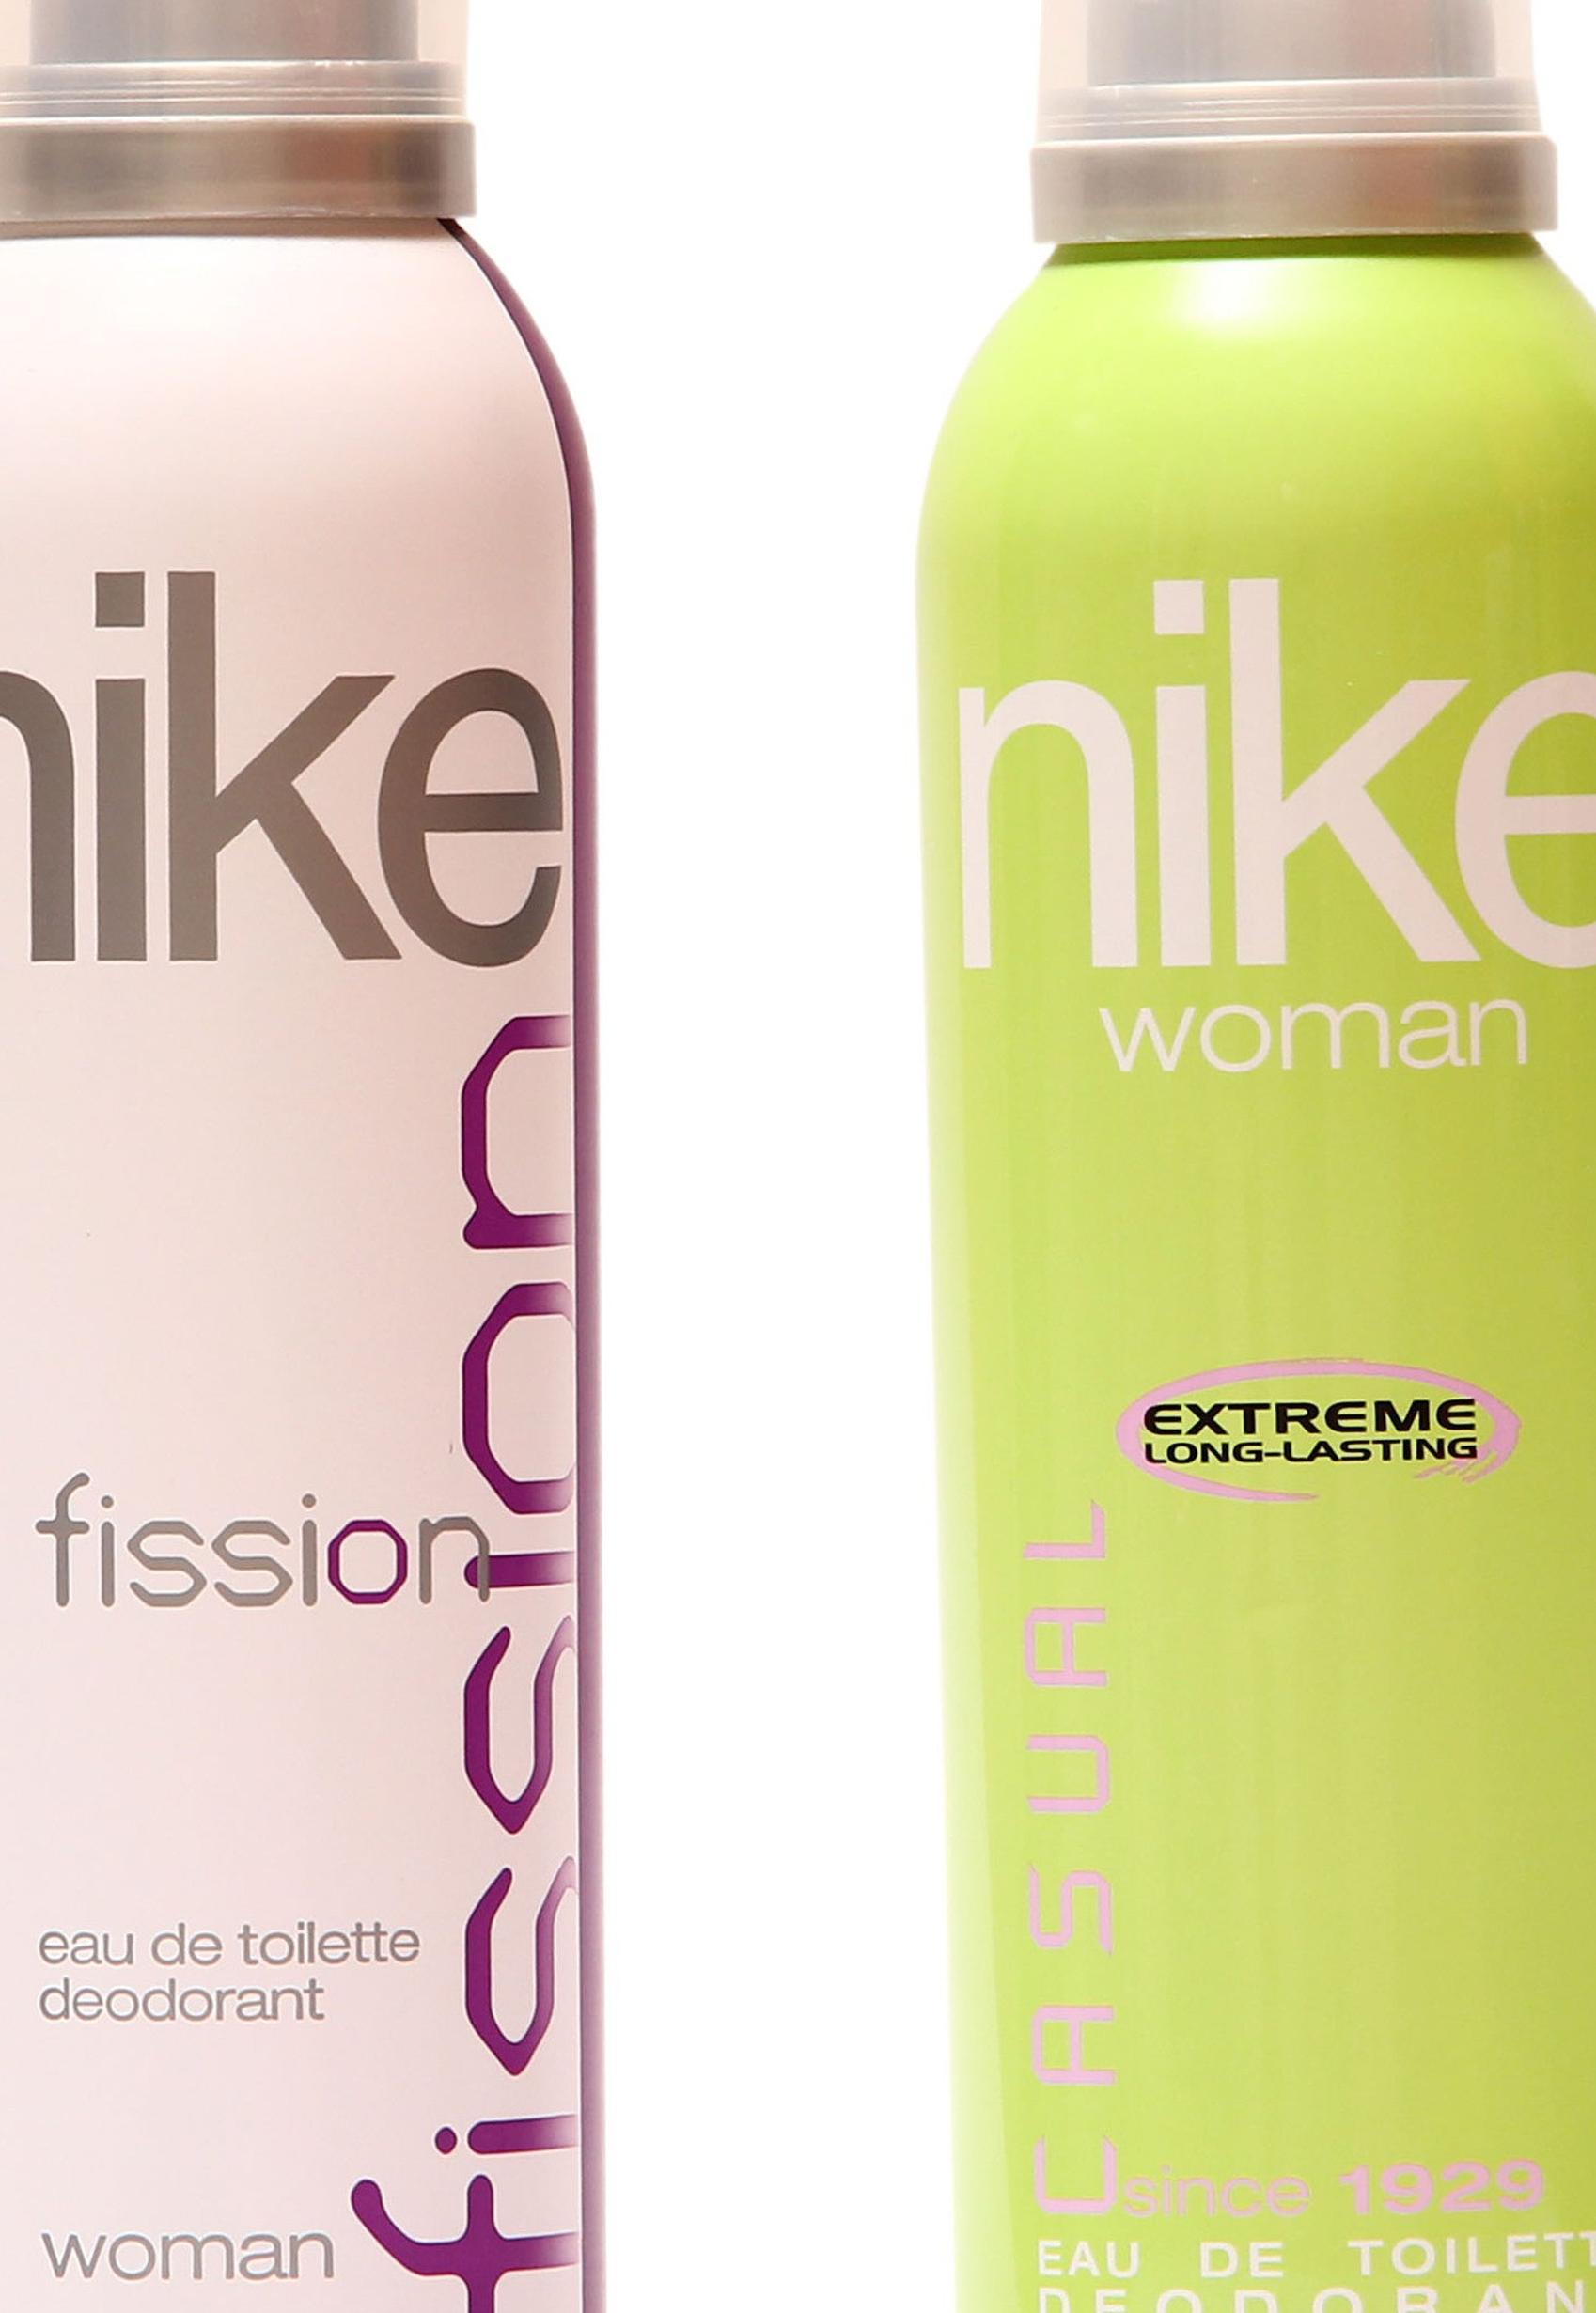 nike
fission
fission
eau de toilette
deodorant
woman
nike
woman
EXTREME
LONG-LASTING
CASUAL
since 1929
EAU DE TOILETT
DEODORAN